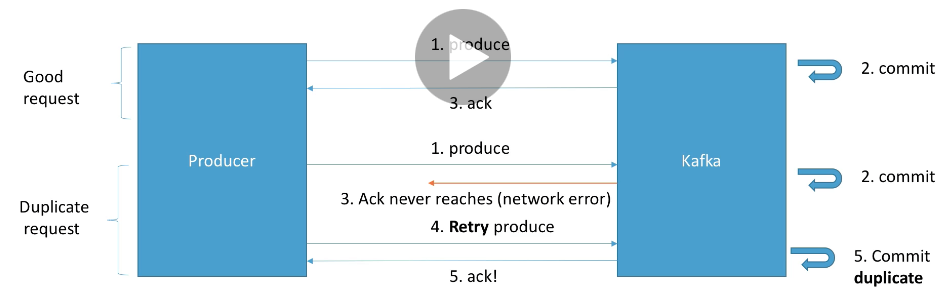 1. produce
Good
request
2. commit
3. ack
Producer
Kafka
1. produce
2. commit
3. Ack never reaches (network error)
Duplicate
request
4. Retry produce
5. Commit
duplicate
5. ack!